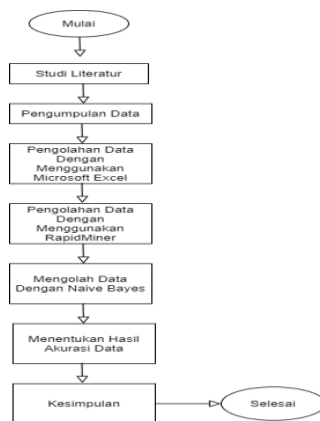 Mulai
Studi Literatur
Pengumpulan Data
Pengolahan Data
Dengan
Menggunakan
Microsoft Excel
Pengolahan Data
Dengan
Menggunakan
RapidMiner
Mengolah Data
Dengan Naive Bayes
Menentukan Hasil
Akurasi Data
Kesimpulan
Selesai